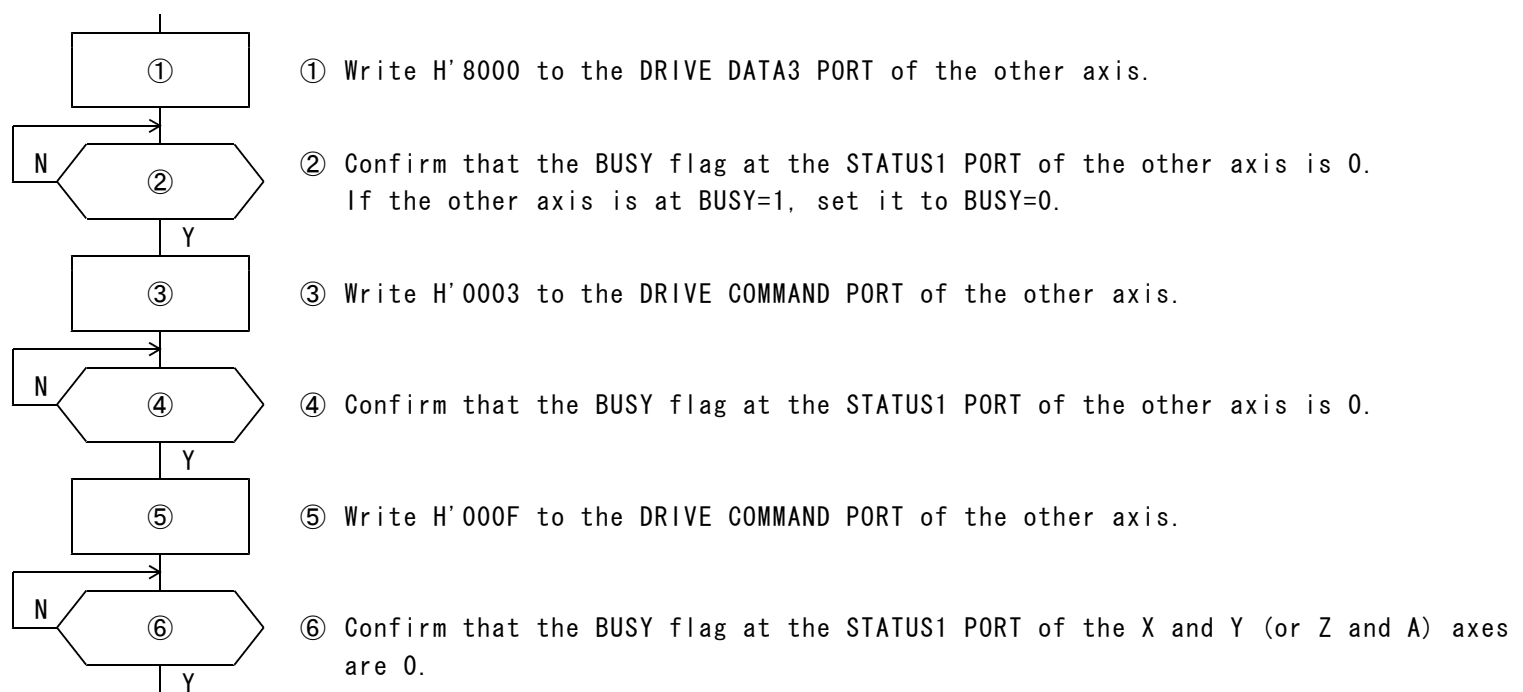 ①
① Write H'8000 to the DRIVE DATA3 PORT of the other axis.
N
②
② Confirm that the BUSY flag at the STATUS1 PORT of the other axis is 0.
If the other axis is at BUSY=1, set it to BUSY=0.
Y
③
③ Write H'0003 to the DRIVE COMMAND PORT of the other axis.
N
④
④ Confirm that the BUSY flag at the STATUS1 PORT of the other axis is 0.
Y
⑤
⑤ Write H'000F to the DRIVE COMMAND PORT of the other axis.
N
⑥
⑥ Confirm that the BUSY flag at the STATUS1 PORT of the X and Y (or Z and A) axes
are 0.
Y